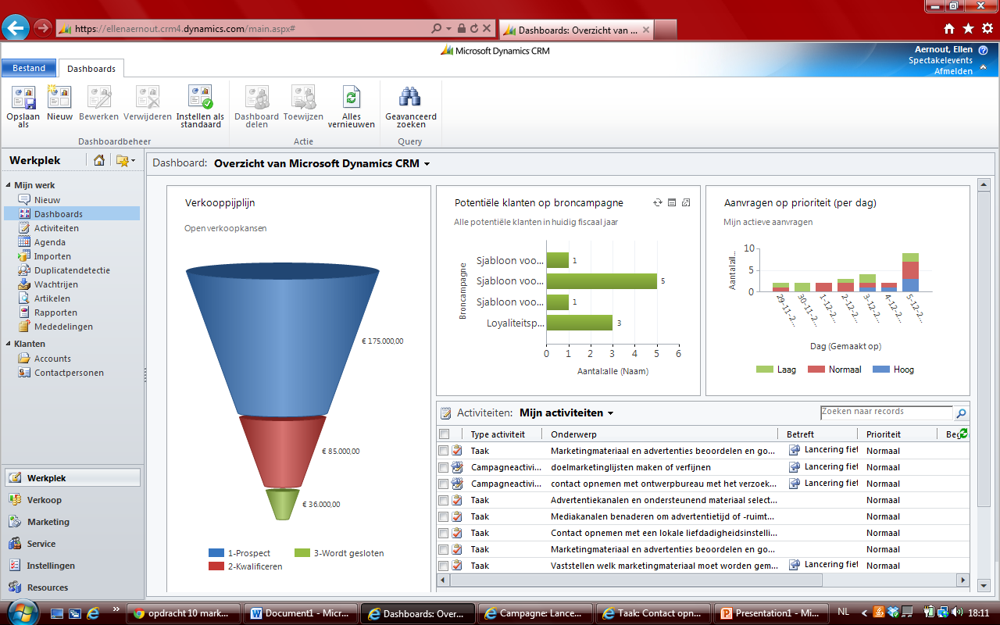 https://ellenaernout.crm4.dynamics.com/main.aspx#
Dashboards: Overzicht van ...
Microsoft Dynamics CRM
Aernout, Ellen
Spectakelevents
Afmelden
Bestand
Dashboards
Opslaan als
Nieuw
Bewerken
Verwijderen
Instellen als standaard
Dashboard delen
Toewijzen
Alles vernieuwen
Geavanceerd zoeken
Dashboardbeheer
Actie
Query
Werkplek
Mijn werk
Nieuw
Dashboards
Activiteiten
Agenda
Importen
Duplicatendetectie
Wachtrijen
Artikelen
Rapporten
Mededelingen
Klanten
Accounts
Contactpersonen
Werkplek
Verkoop
Marketing
Service
Instellingen
Resources
Dashboard: Overzicht van Microsoft Dynamics CRM
Verkooppijplijn
Open verkoopkansen
€ 175.000,00
€ 85.000,00
€ 36.000,00
1-Prospect
3-Wordt gesloten
2-Kwalificeren
Potentiële klanten op broncampagne
Alle potentiële klanten in huidig fiscaal jaar
Broncampagne
Sjabloon voo... 1
Sjabloon voo... 5
Sjabloon voo... 1
Loyaliteitsp... 3
0 1 2 3 4 5 6
Aantal:alle (Naam)
Aanvragen op prioriteit (per dag)
Mijn actieve aanvragen
Aantal:all...
10
5
0
29-11-2... 30-11-2... 1-12-2... 2-12-2... 3-12-2... 4-12-2... 5-12-2...
Dag (Gemaakt op)
Laag Normaal Hoog
Activiteiten: Mijn activiteiten
Zoeken naar records
Type activiteit Onderwerp Betreft Prioriteit Beg
Taak Marketingmateriaal en advertenties beoordelen en go... Lancering fiet Normaal
Campagneactivi... doelmarketinglijsten maken of verfijnen Lancering fiet Normaal
Campagneactivi... contact opnemen met ontwerpbureau met het verzoek... Lancering fiet Normaal
Taak Advertentiekanalen en ondersteunend materiaal select... Normaal
Taak Mediakanalen benaderen om advertentietijd of -ruimt... Normaal
Taak Contact opnemen met een lokale liefdadigheidsinstelli... Normaal
Taak Marketingmateriaal en advertenties beoordelen en go... Normaal
Taak Vaststellen welk marketingmateriaal moet worden gem... Lancering fiet Normaal
opdracht 10 mark...
Document1 - Micr...
Dashboards: Over...
Campagne: Lance...
Taak: Contact opn...
Presentation1 - Mi...
NL
18:11